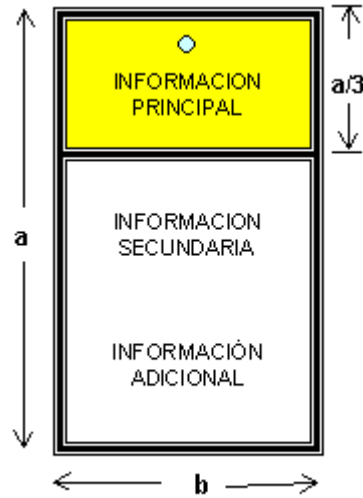 INFORMACION
PRINCIPAL
a/3
INFORMACION
SECUNDARIA
a
INFORMACIÓN
ADICIONAL
b